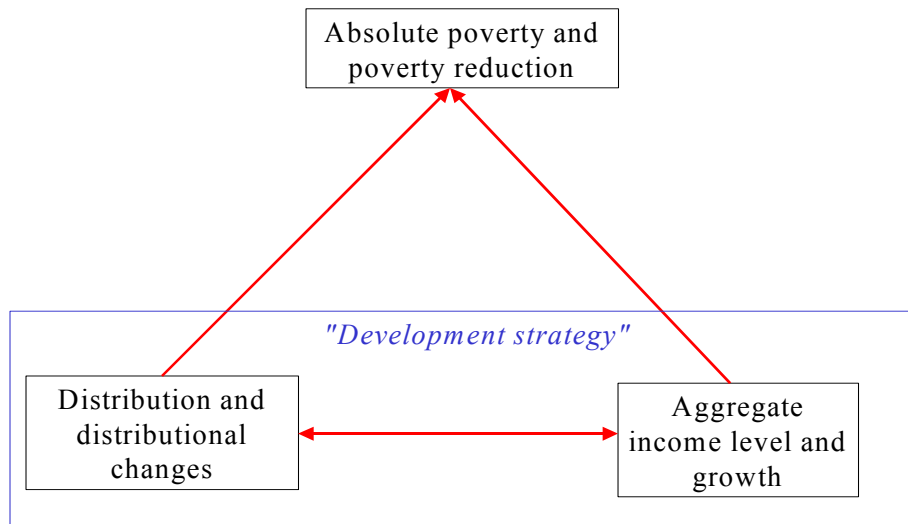 Absolute poverty and
poverty reduction
"Development strategy"
Distribution and
distributional
changes
Aggregate
income level and
growth